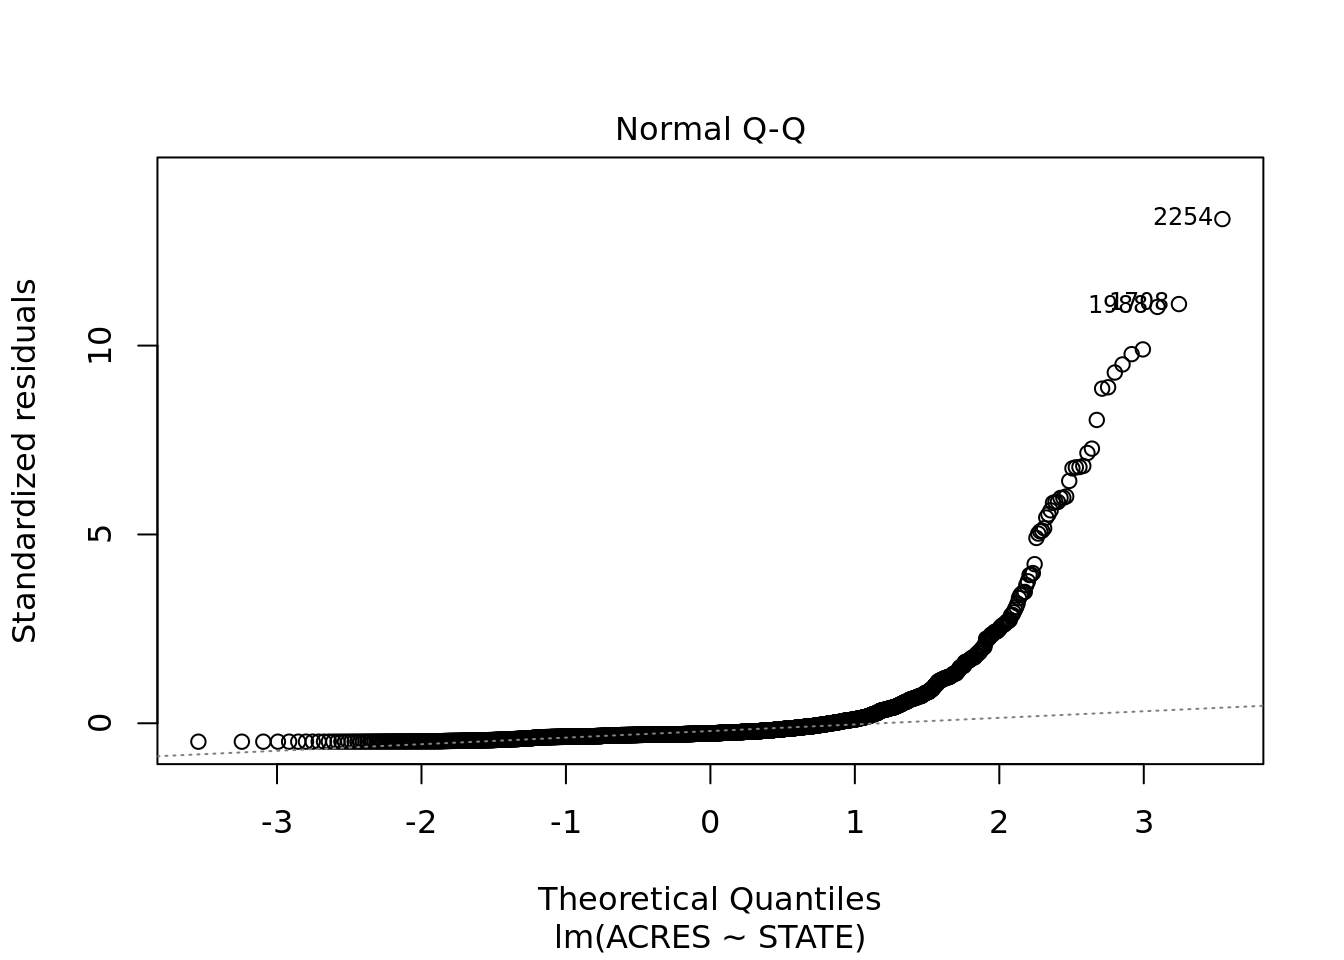 Normal Q-Q
2254
1988
1708
Standardized residuals
10
5
0
-3 -2 -1 0 1 2 3
Theoretical Quantiles
lm(ACRES ~ STATE)